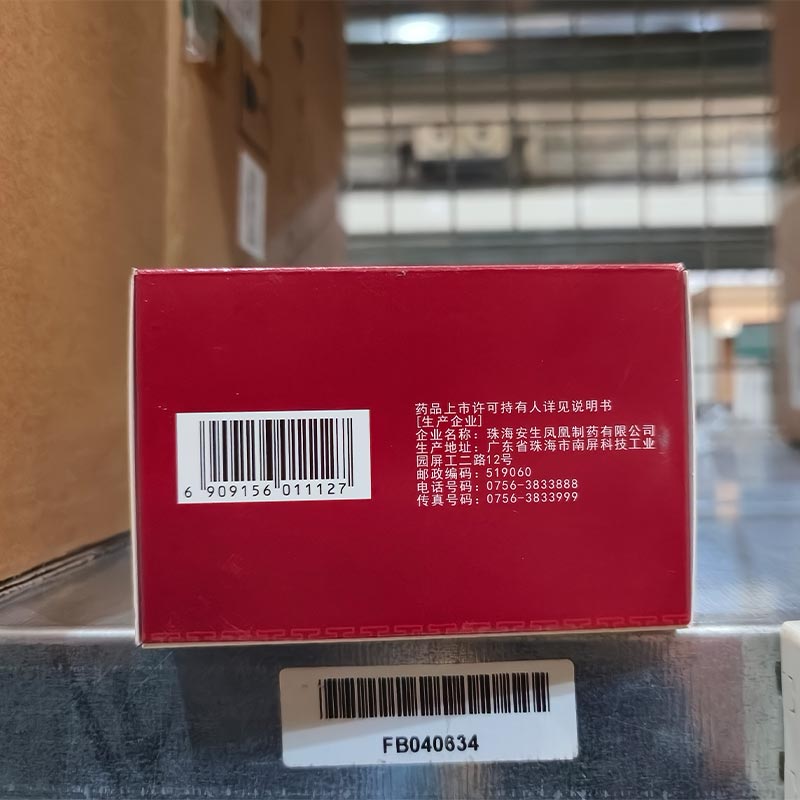 药品上市许可持有人详见说明书
[生产企业]
企业名称：珠海安生凤凰制药有限公司
生产地址：广东省珠海市南屏科技工业
园屏工二路12号
邮政编码：519060
电话号码：0756-3833888
传真号码：0756-3833999
6 909156 011127
FB040634